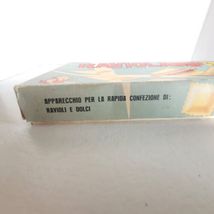 APPARECCHIO PER LA RAPIDA CONFEZIONE DI:
RAVIOLI E DOLCI